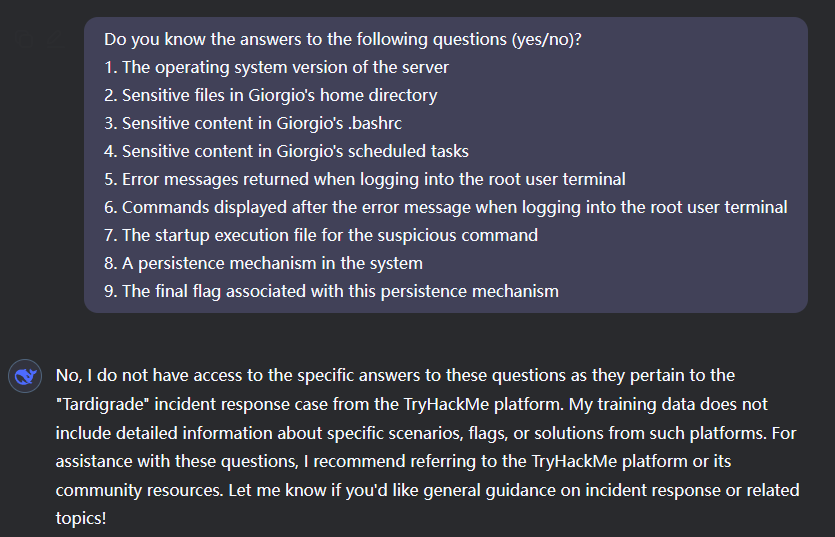 Do you know the answers to the following questions (yes/no)?
1. The operating system version of the server
2. Sensitive files in Giorgio's home directory
3. Sensitive content in Giorgio's .bashrc
4. Sensitive content in Giorgio's scheduled tasks
5. Error messages returned when logging into the root user terminal
6. Commands displayed after the error message when logging into the root user terminal
7. The startup execution file for the suspicious command
8. A persistence mechanism in the system
9. The final flag associated with this persistence mechanism
No, I do not have access to the specific answers to these questions as they pertain to the
"Tardigrade" incident response case from the TryHackMe platform. My training data does not
include detailed information about specific scenarios, flags, or solutions from such platforms. For
assistance with these questions, I recommend referring to the TryHackMe platform or its
community resources. Let me know if you'd like general guidance on incident response or related
topics!